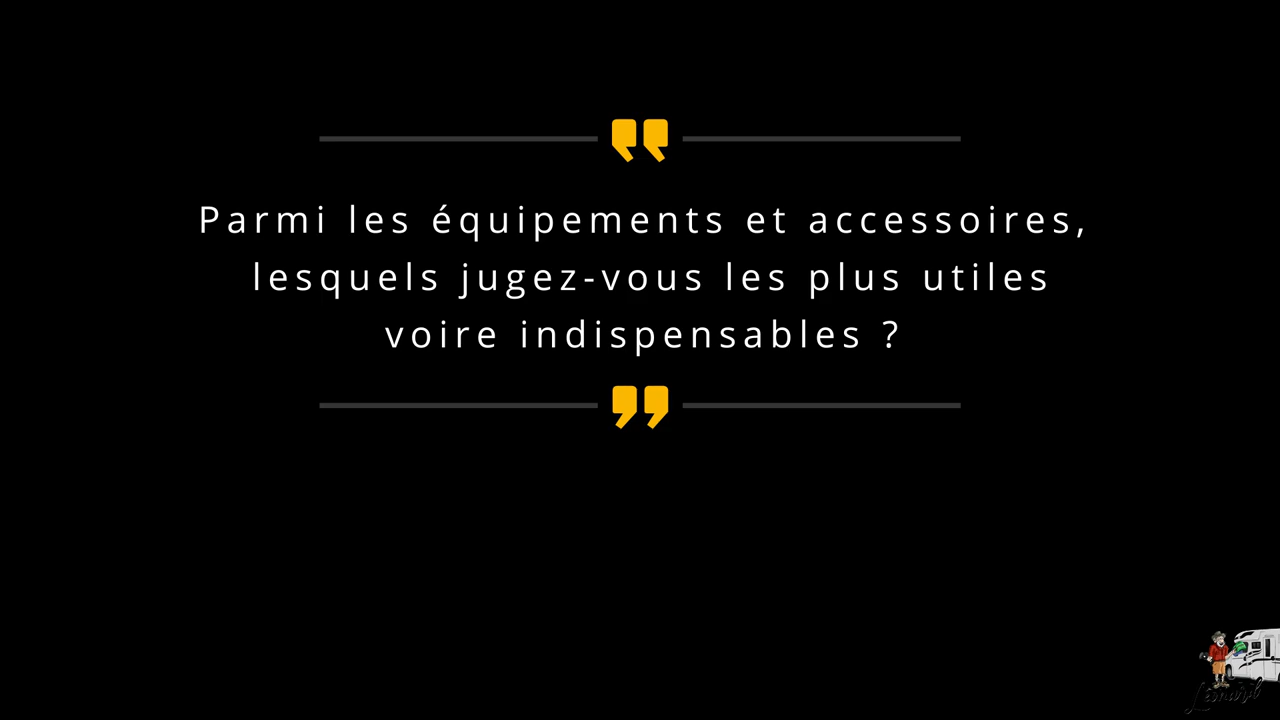 Parmi les équipements et accessoires,
lesquels jugez-vous les plus utiles
voire indispensables ?